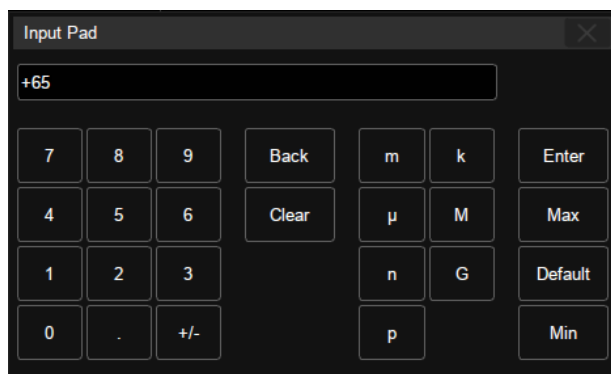 Input Pad
+65
7 8 9 Back m k Enter
4 5 6 Clear µ M Max
1 2 3 n G Default
0 . +/- p Min